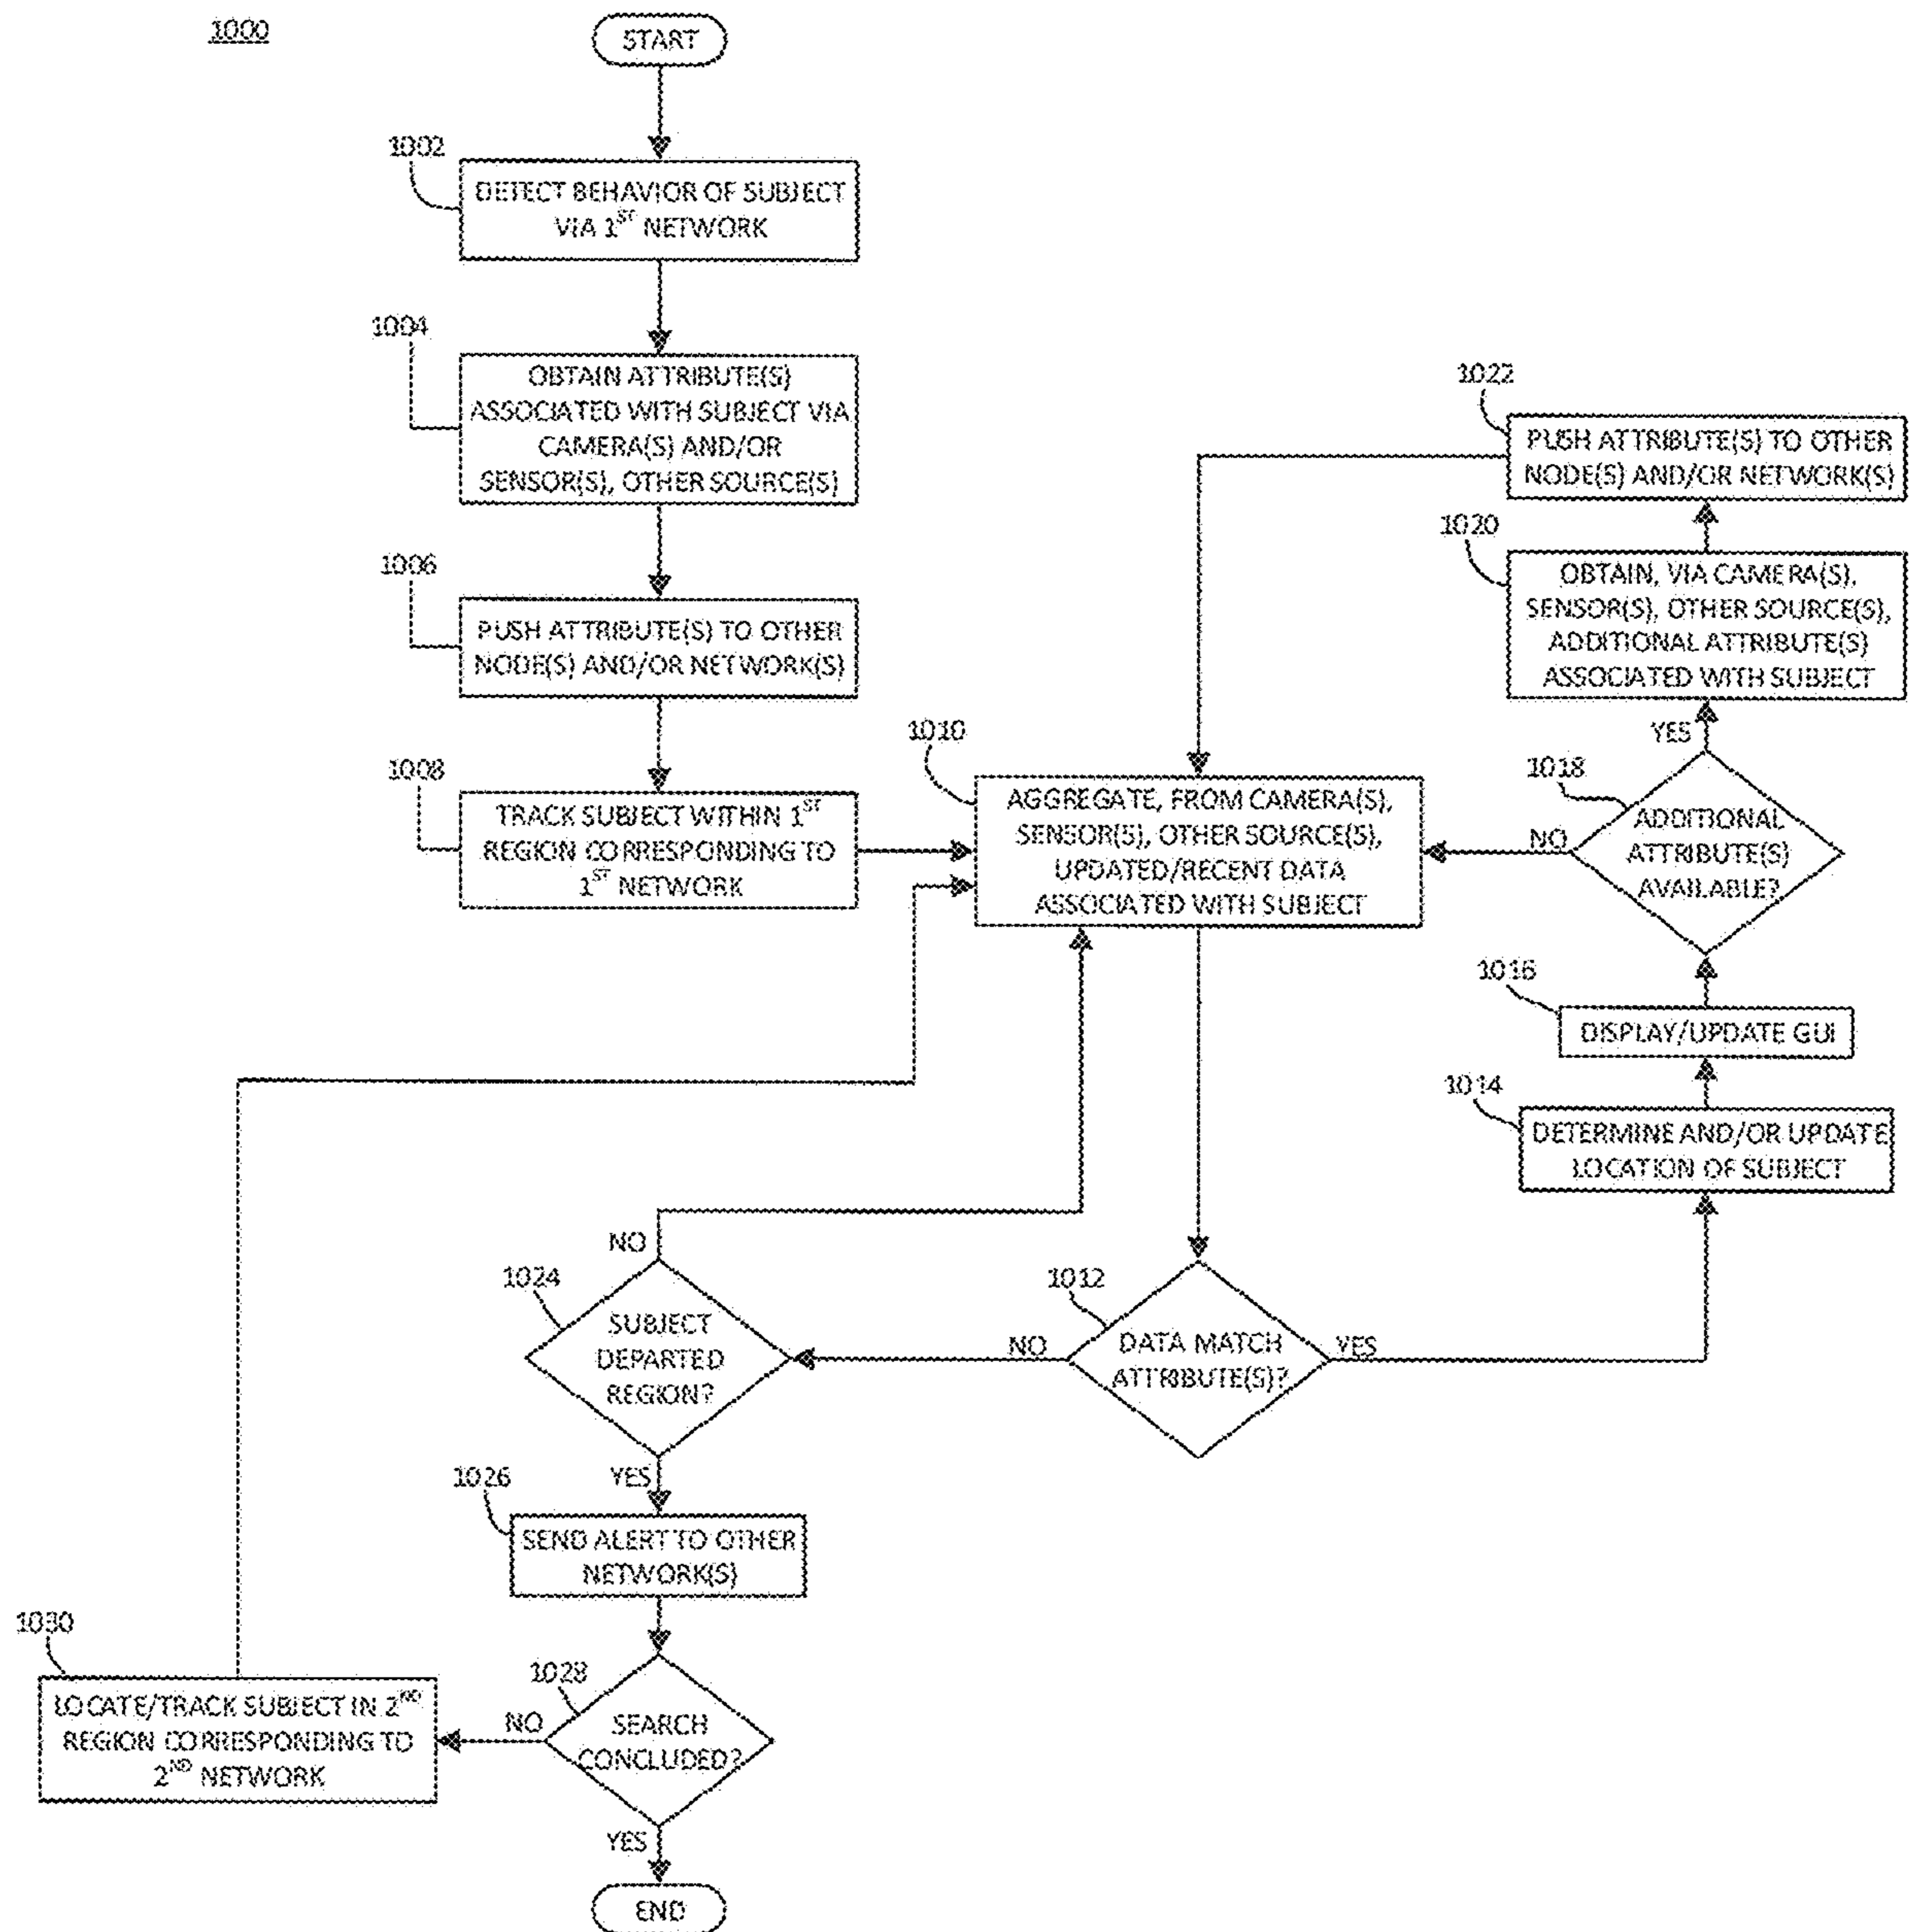 1000
START
1002
DETECT BEHAVIOR OF SUBJECT
VIA 1ST NETWORK
1004
OBTAIN ATTRIBUTE(S)
ASSOCIATED WITH SUBJECT VIA
CAMERA(S) AND/OR
SENSOR(S), OTHER SOURCE(S)
1006
PUSH ATTRIBUTE(S) TO OTHER
NODE(S) AND/OR NETWORK(S)
1008
TRACK SUBJECT WITHIN 1ST
REGION CORRESPONDING TO
1ST NETWORK
1010
AGGREGATE, FROM CAMERA(S),
SENSOR(S), OTHER SOURCE(S),
UPDATED/RECENT DATA
ASSOCIATED WITH SUBJECT
1022
PUSH ATTRIBUTE(S) TO OTHER
NODE(S) AND/OR NETWORK(S)
1020
OBTAIN, VIA CAMERA(S),
SENSOR(S), OTHER SOURCE(S),
ADDITIONAL ATTRIBUTE(S)
ASSOCIATED WITH SUBJECT
YES
1018
ADDITIONAL
ATTRIBUTE(S)
AVAILABLE?
NO
1016
DISPLAY/UPDATE GUI
1014
DETERMINE AND/OR UPDATE
LOCATION OF SUBJECT
NO
1024
SUBJECT
DEPARTED
REGION?
NO
1012
DATA MATCH
ATTRIBUTE(S)?
YES
YES
1026
SEND ALERT TO OTHER
NETWORK(S)
1030
LOCATE/TRACK SUBJECT IN 2ND
REGION CORRESPONDING TO
2ND NETWORK
NO
1028
SEARCH
CONCLUDED?
YES
END